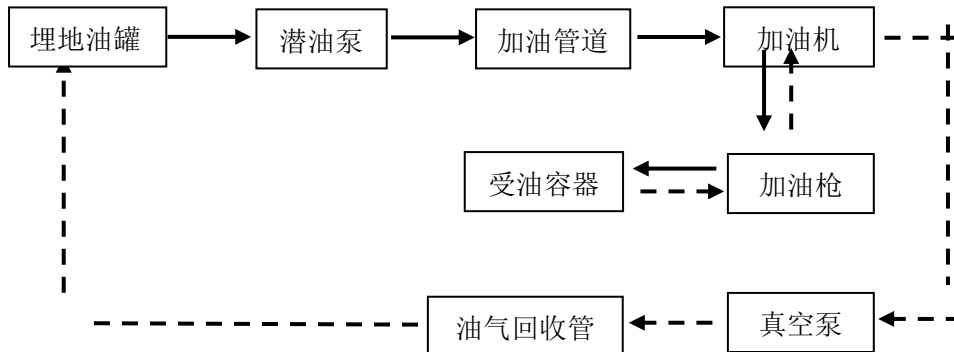 埋地油罐
潜油泵
加油管道
加油机
受油容器
加油枪
油气回收管
真空泵